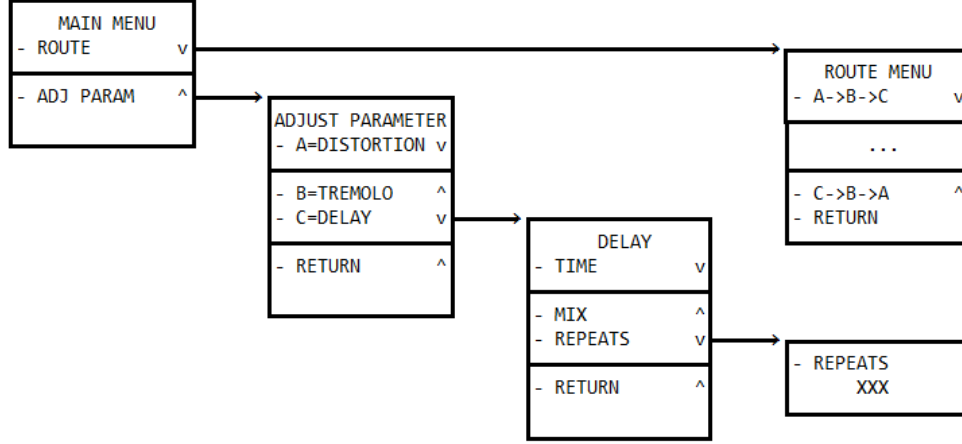 MAIN MENU
- ROUTE v
- ADJ PARAM ^
ADJUST PARAMETER
- A=DISTORTION v
- B=TREMOLO ^
- C=DELAY v
- RETURN ^
DELAY
- TIME v
- MIX ^
- REPEATS v
- RETURN ^
ROUTE MENU
- A->B->C v
...
- C->B->A ^
- RETURN
- REPEATS
XXX